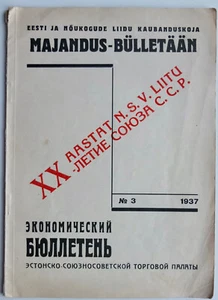 EESTI JA NÕUKOGUDE LIIDU KAUBANDUSKOJA
MAJANDUS-BÜLLETÄÄN
XX AASTAT N. S. V. LIITU
-ЛЕТИЕ СОЮЗА С. С. Р.
№ 3 1937
ЭКОНОМИЧЕСКИЙ
БЮЛЛЕТЕНЬ
ЭСТОНСКО-СОЮЗНОСОВЕТСКОЙ ТОРГОВОЙ ПАЛАТЫ